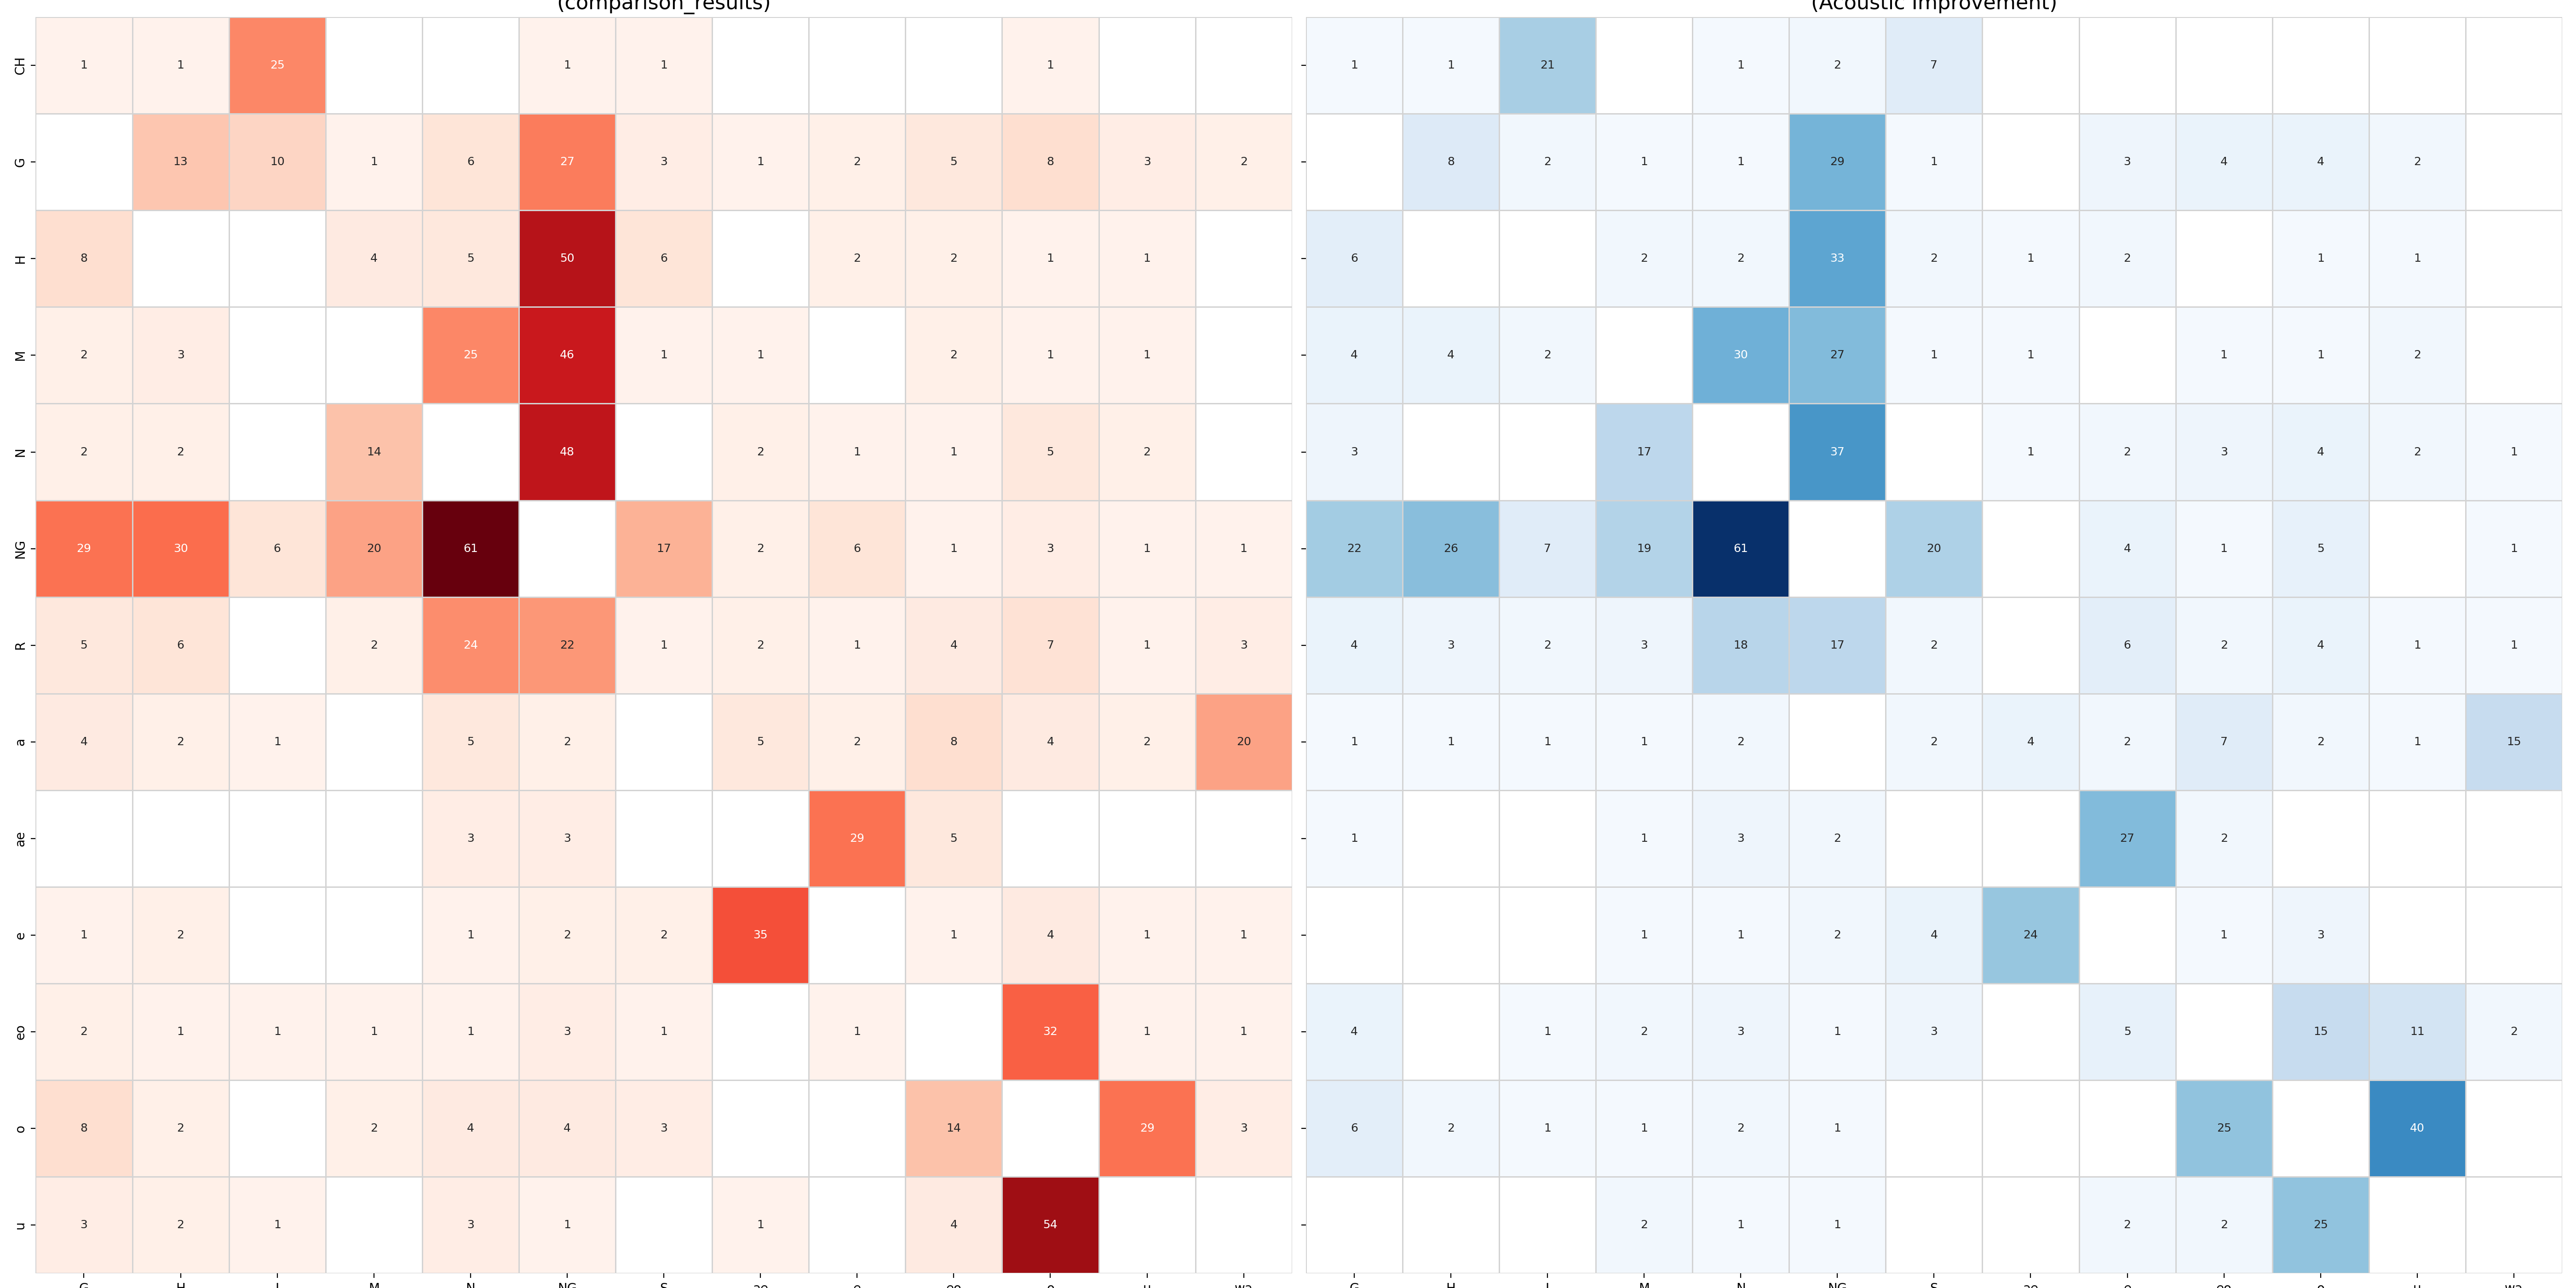 (comparison_results) (Acoustic Improvement)
CH 1 1 25 1 1 1 1 1 21 1 2 7
G 13 10 1 6 27 3 1 2 5 8 3 2 8 2 1 1 29 1 3 4 4 2
H 8 4 5 50 6 2 2 1 1 6 2 2 33 2 1 2 1 1
M 2 3 25 46 1 1 2 1 1 4 4 2 30 27 1 1 1 1 2
N 2 2 14 48 2 1 1 5 2 3 17 37 1 2 3 4 2 1
NG 29 30 6 20 61 17 2 6 1 3 1 1 22 26 7 19 61 20 4 1 5 1
R 5 6 2 24 22 1 2 1 4 7 1 3 4 3 2 3 18 17 2 6 2 4 1 1
a 4 2 1 5 2 5 2 8 4 2 20 1 1 1 1 2 2 4 2 7 2 1 15
ae 3 3 29 5 1 1 3 2 27 2
e 1 2 1 2 2 35 1 4 1 1 1 1 2 4 24 1 3
eo 2 1 1 1 1 3 1 1 32 1 1 4 1 2 3 1 3 5 15 11 2
o 8 2 2 4 4 3 14 29 3 6 2 1 1 2 1 25 40
u 3 2 1 3 1 1 4 54 2 1 1 2 2 25